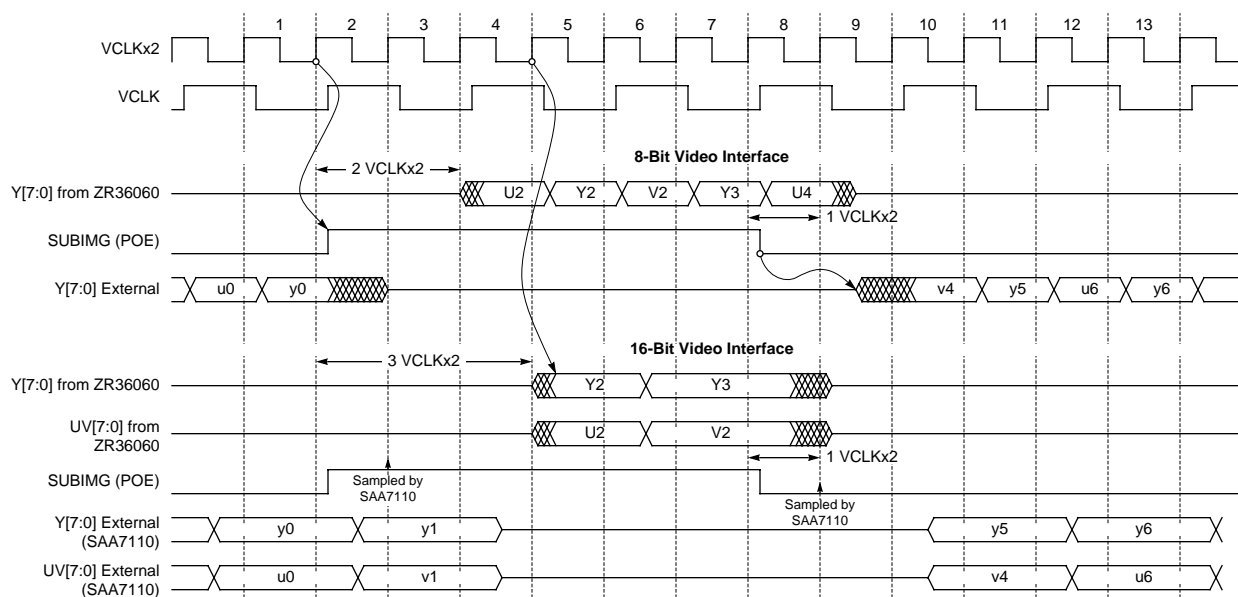 1 2 3 4 5 6 7 8 9 10 11 12 13
VCLKx2
VCLK
8-Bit Video Interface
2 VCLKx2
Y[7:0] from ZR36060
U2 Y2 V2 Y3 U4
1 VCLKx2
SUBIMG (POE)
Y[7:0] External
u0 y0 v4 y5 u6 y6
16-Bit Video Interface
3 VCLKx2
Y[7:0] from ZR36060
Y2 Y3
UV[7:0] from
ZR36060
U2 V2
1 VCLKx2
SUBIMG (POE)
Sampled by
SAA7110
Sampled by
SAA7110
Y[7:0] External
(SAA7110)
y0 y1 y5 y6
UV[7:0] External
(SAA7110)
u0 v1 v4 u6